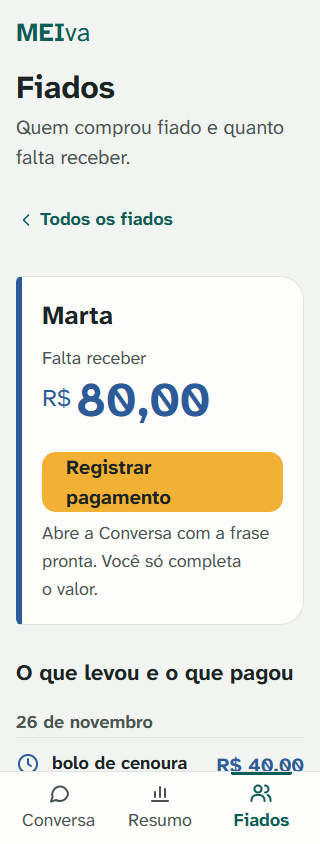 MEIva
Fiados
Quem comprou fiado e quanto
falta receber.
Todos os fiados
Marta
Falta receber
R$ 80,00
Registrar
pagamento
Abre a Conversa com a frase
pronta. Você só completa
o valor.
O que levou e o que pagou
26 de novembro
bolo de cenoura R$ 40,00
Conversa Resumo Fiados